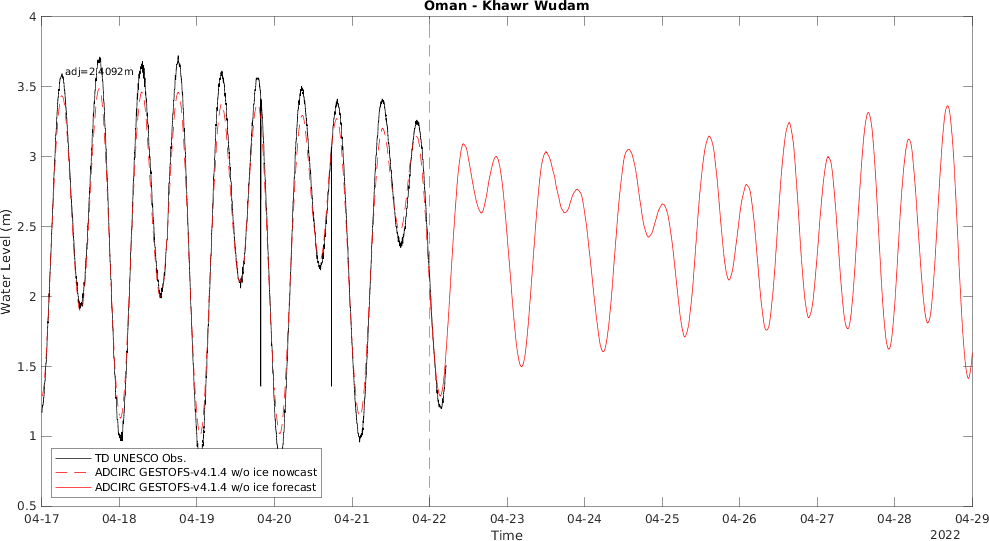 Oman - Khawr Wudam
adj=2.4092m
Water Level (m)
4
3.5
3
2.5
2
1.5
1
0.5
TD UNESCO Obs.
ADCIRC GESTOFS-v4.1.4 w/o ice nowcast
ADCIRC GESTOFS-v4.1.4 w/o ice forecast
04-17 04-18 04-19 04-20 04-21 04-22 04-23 04-24 04-25 04-26 04-27 04-28 04-29
Time
2022